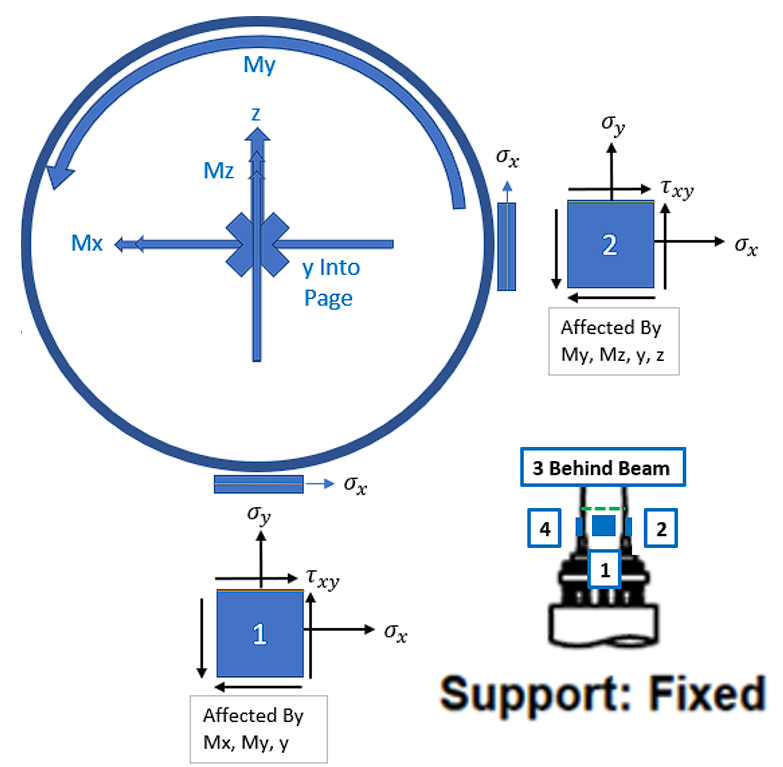 My
z
Mz
Mx
y Into
Page
σx
σy
τxy
2
σx
Affected By
My, Mz, y, z
σx
σy
τxy
1
σx
Affected By
Mx, My, y
3 Behind Beam
4
2
1
Support: Fixed